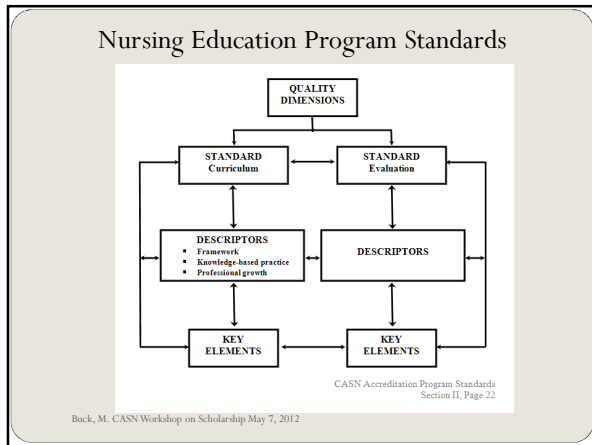 Nursing Education Program Standards
QUALITY
DIMENSIONS
STANDARD
Curriculum
STANDARD
Evaluation
DESCRIPTORS
▪ Framework
▪ Knowledge-based practice
▪ Professional growth
DESCRIPTORS
KEY
ELEMENTS
KEY
ELEMENTS
CASN Accreditation Program Standards
Section II, Page 22
Buck, M. CASN Workshop on Scholarship May 7, 2012